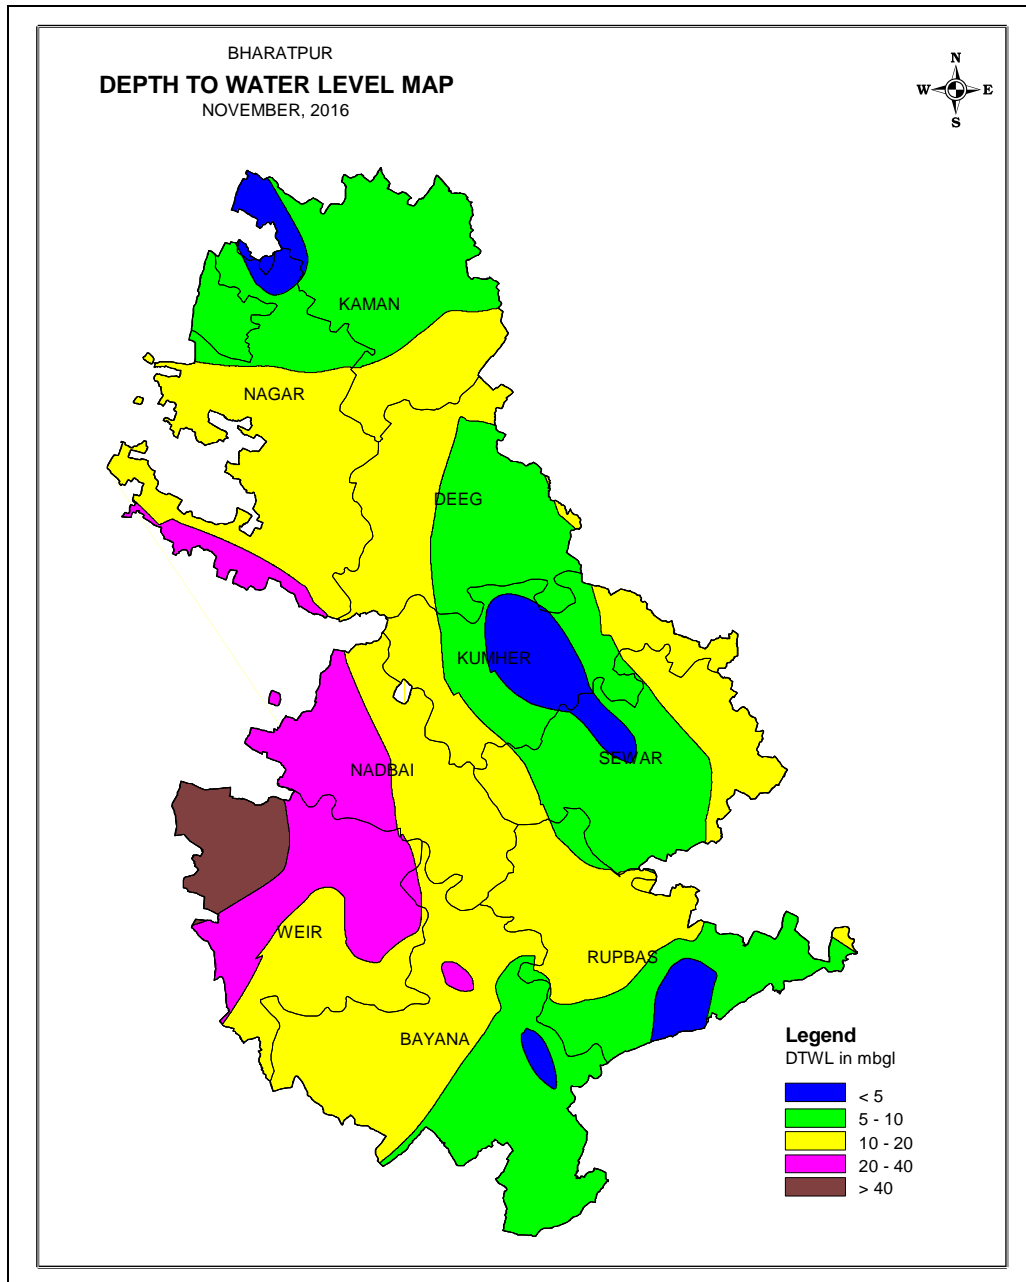 BHARATPUR
DEPTH TO WATER LEVEL MAP
NOVEMBER, 2016
N
W E
S
KAMAN
NAGAR
DEEG
KUMHER
SEWAR
NADBAI
WEIR
RUPBAS
BAYANA
Legend
DTWL in mbgl
< 5
5 - 10
10 - 20
20 - 40
> 40